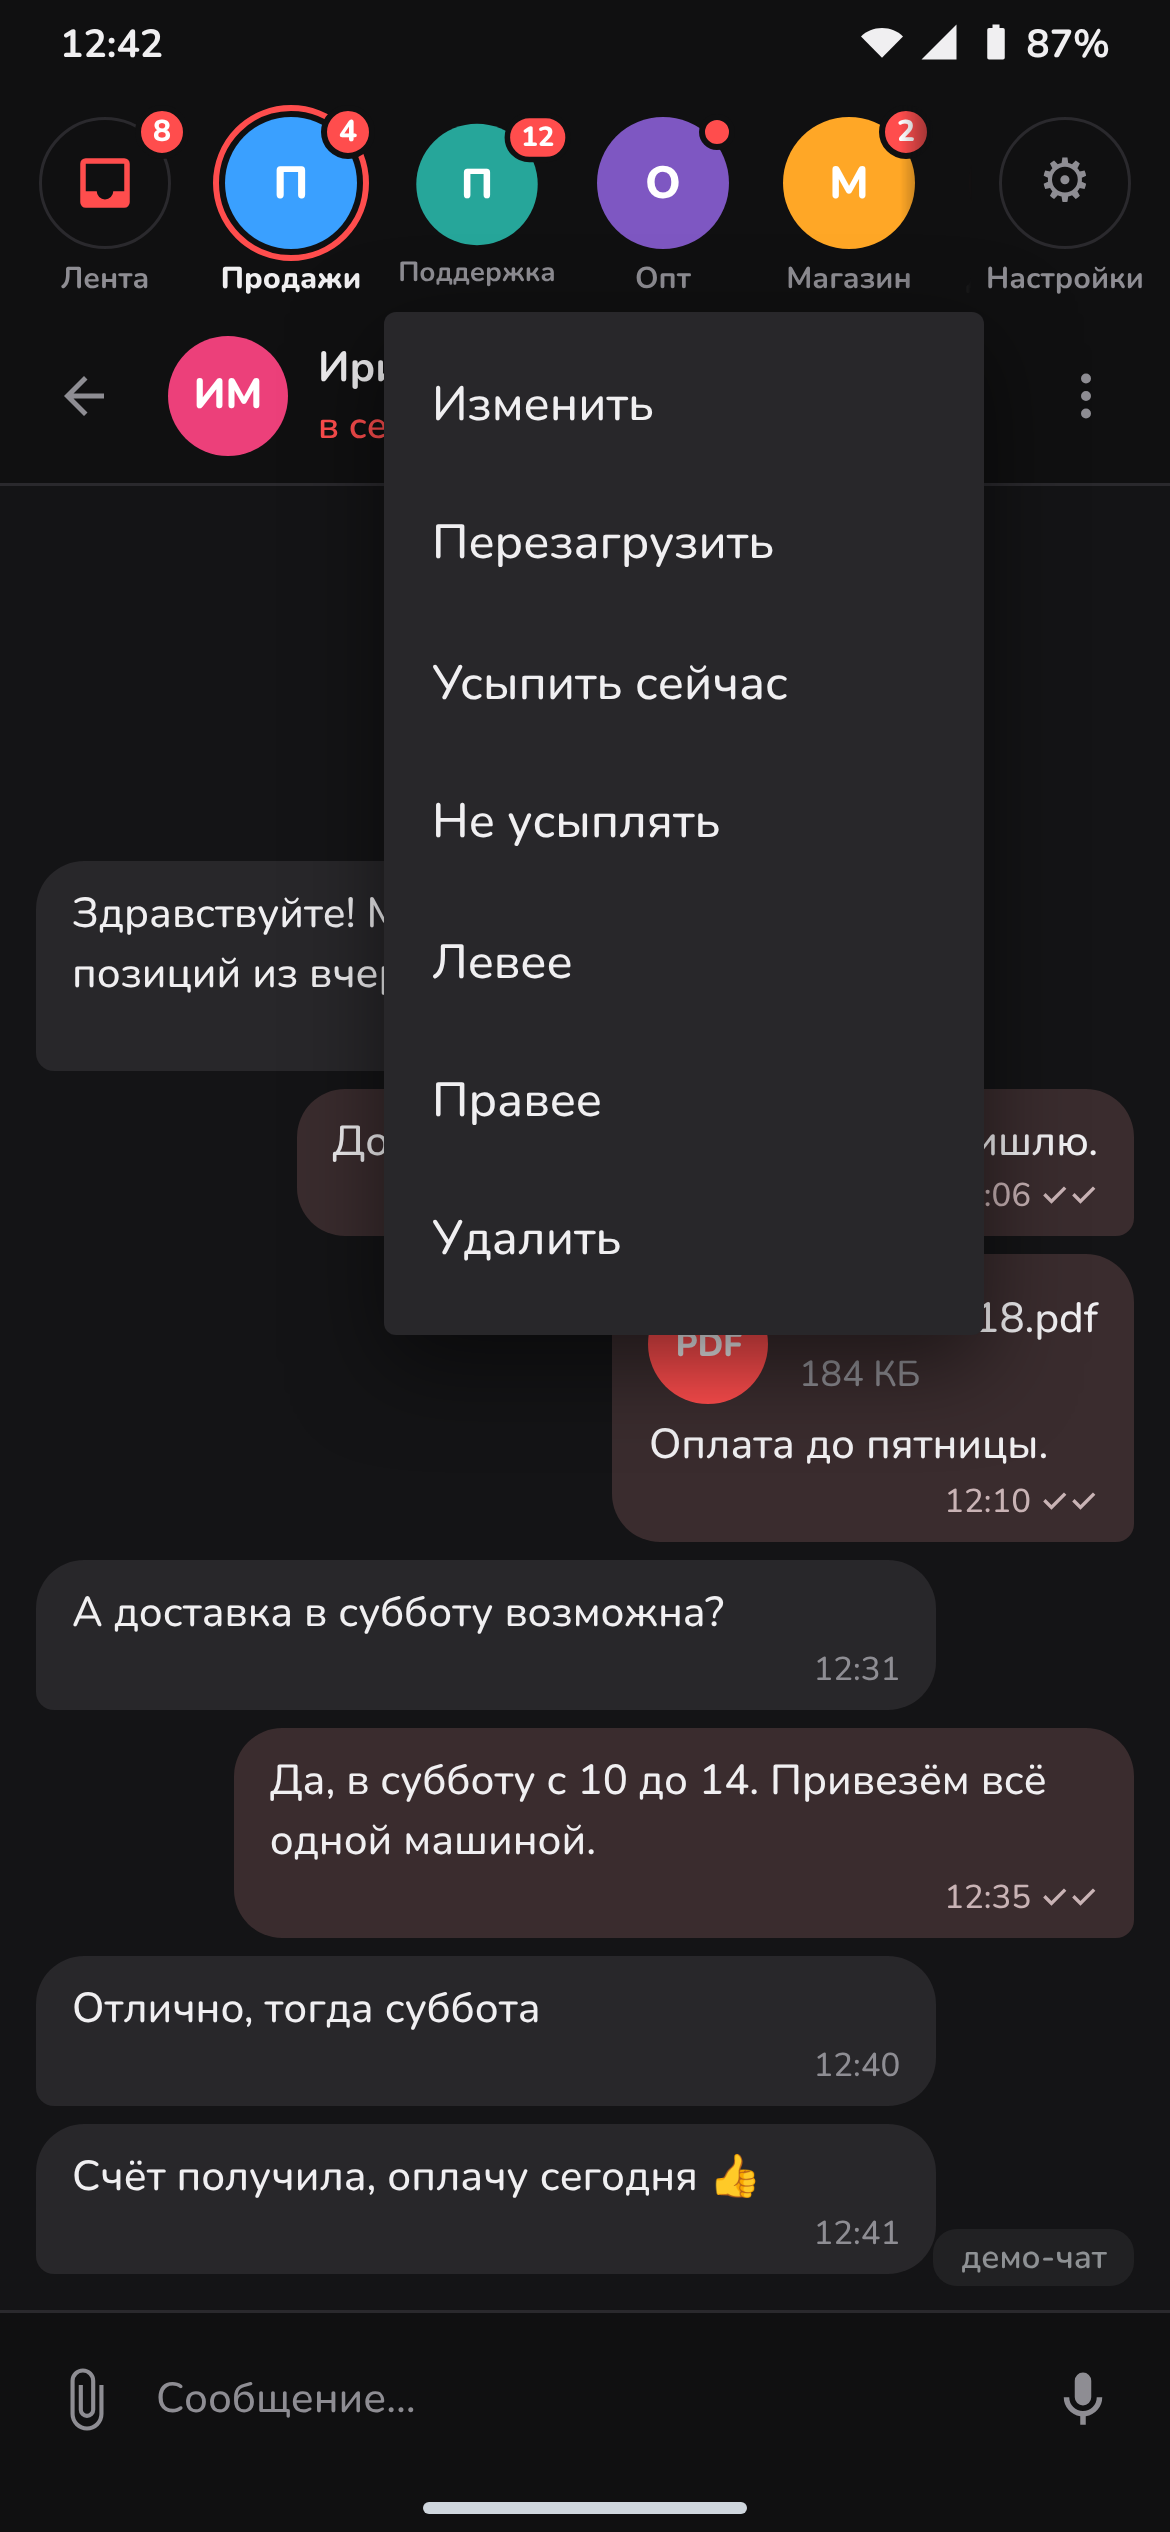 12:42
87%
8
4
12
2
П
П
О
М
Лента
Продажи
Поддержка
Опт
Магазин
Настройки
ИМ
Изменить
Перезагрузить
Усыпить сейчас
Не усыплять
Левее
Правее
Удалить
Здравствуйте!
позиций из
:06
PDF
18.pdf
184 КБ
Оплата до пятницы.
12:10
А доставка в субботу возможна?
12:31
Да, в субботу с 10 до 14. Привезём всё
одной машиной.
12:35
Отлично, тогда суббота
12:40
Счёт получила, оплачу сегодня 👍
12:41
демо-чат
Сообщение...